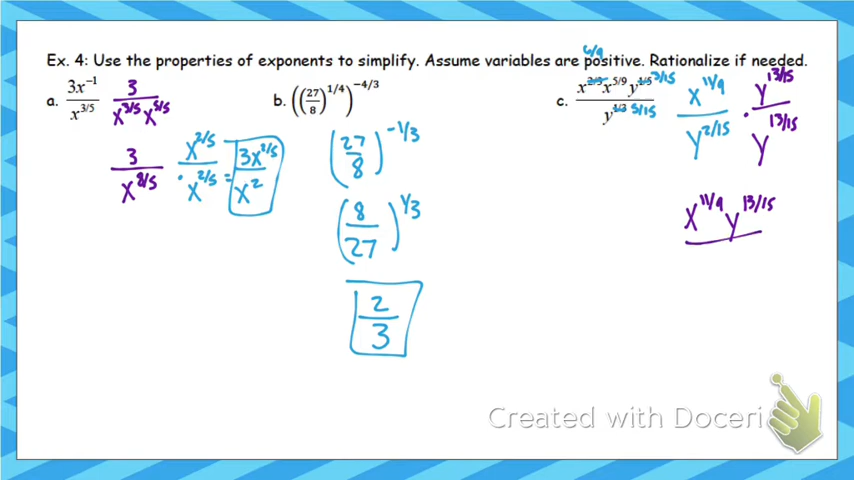 Ex. 4: Use the properties of exponents to simplify. Assume variables are positive. Rationalize if needed.
a. 3x^-1 / x^3/5
3 / x^3/5 x^5/5
3 / x^8/5 · x^2/5 / x^2/5 = 3x^2/5 / x^2
b. ((27/8)^1/4)^-4/3
(27/8)^-1/3
(8/27)^1/3
2/3
c. x^2/3 x^5/9 y^1/5 / y^1/3
6/9
3/15
5/15
x^11/9 / y^2/15 · y^13/15 / y^13/15
x^11/9 y^13/15
Created with Doceri